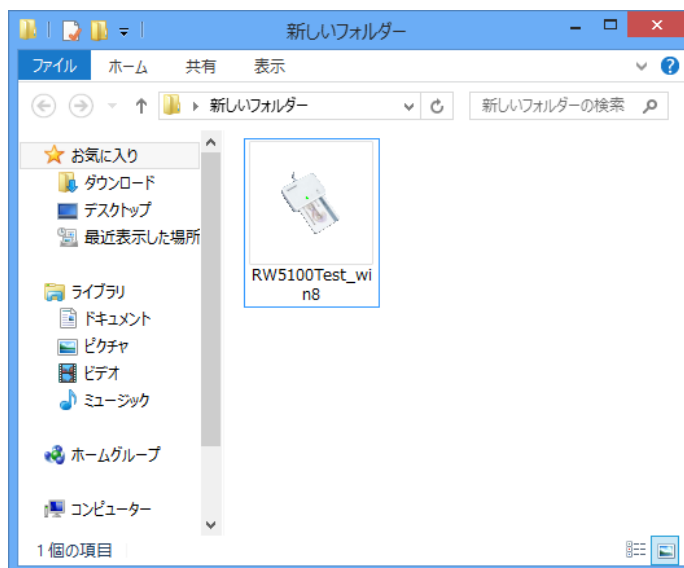 新しいフォルダー
ファイル ホーム 共有 表示
新しいフォルダー 新しいフォルダーの検索
お気に入り
ダウンロード
デスクトップ
最近表示した場所
ライブラリ
ドキュメント
ピクチャ
ビデオ
ミュージック
ホームグループ
コンピューター
RW5100Test_wi
n8
1 個の項目